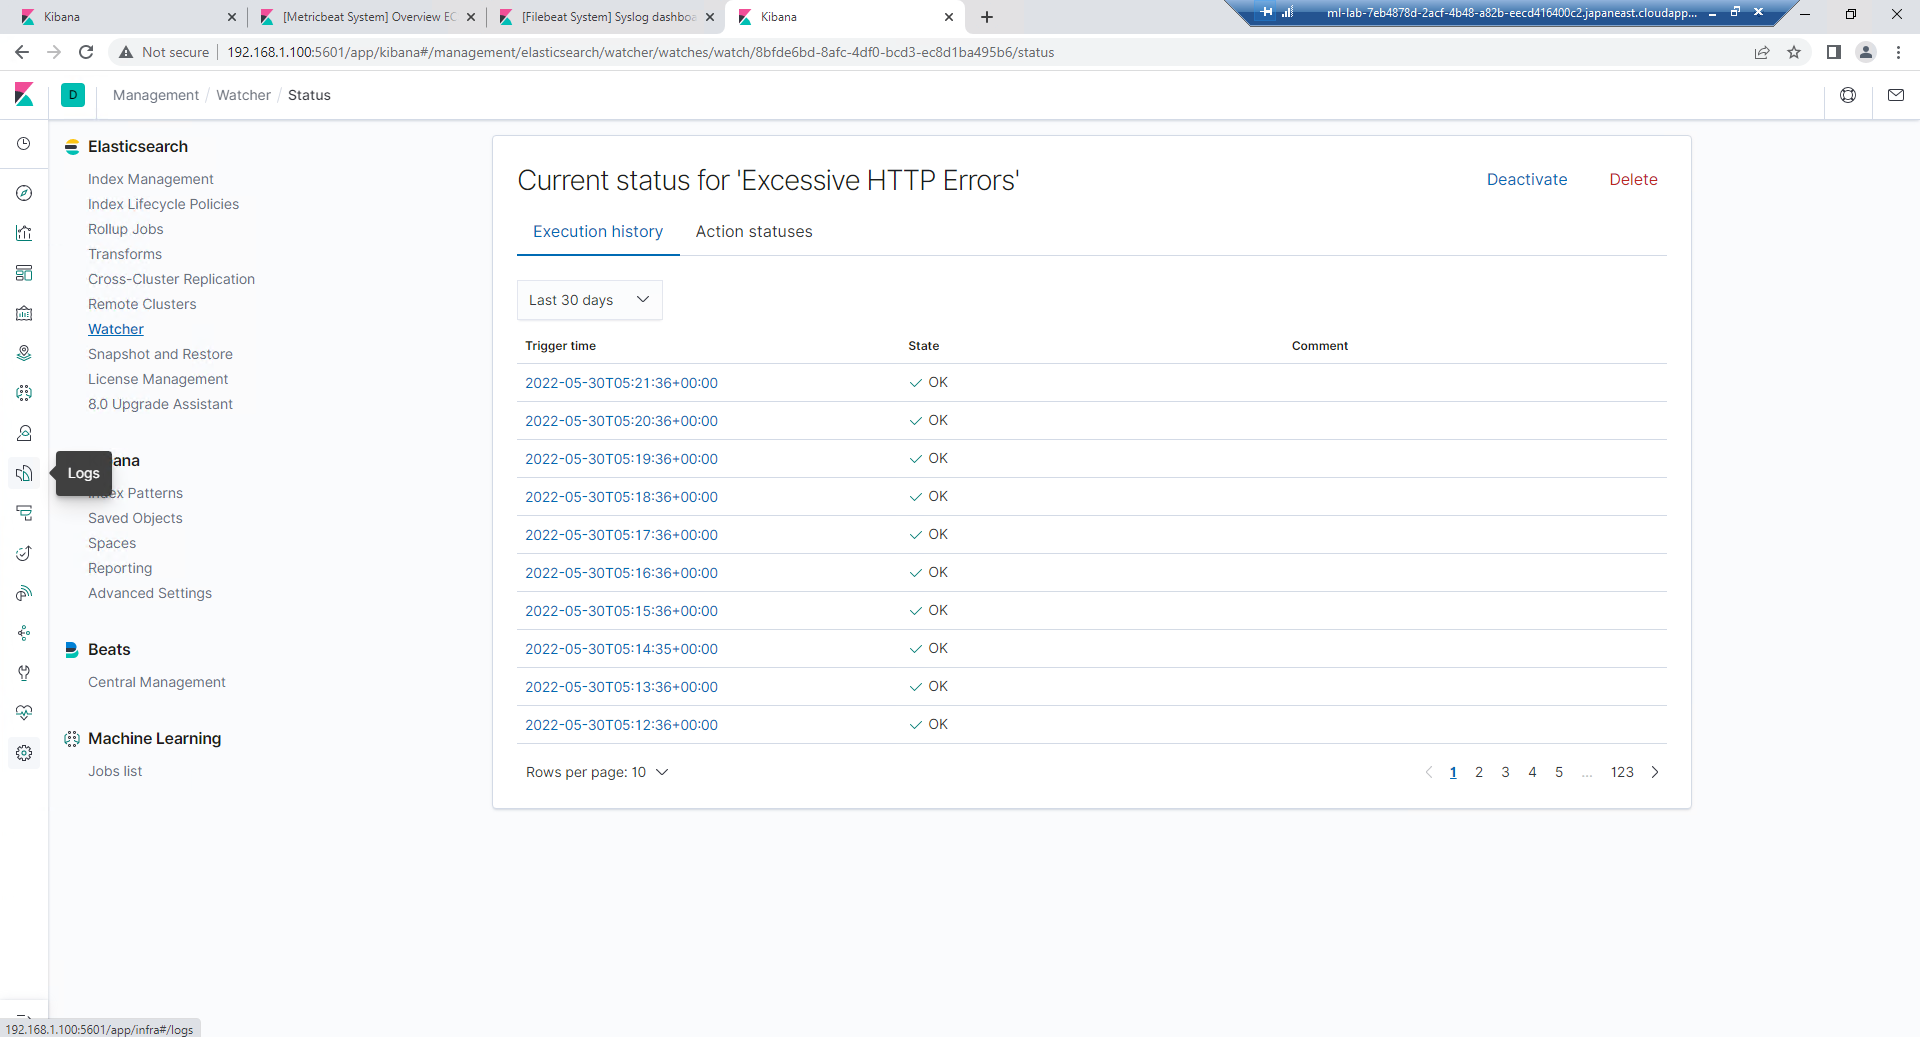 Kibana
[Metricbeat System] Overview EC
[Filebeat System] Syslog dashboa
Kibana
ml-lab-7eb4878d-2acf-4b48-a82b-eecd416400c2.japaneast.cloudapp...
Not secure
192.168.1.100:5601/app/kibana#/management/elasticsearch/watcher/watches/watch/8bfde6bd-8afc-4df0-bcd3-ec8d1ba495b6/status
D
Management / Watcher / Status
Elasticsearch
Index Management
Index Lifecycle Policies
Rollup Jobs
Transforms
Cross-Cluster Replication
Remote Clusters
Watcher
Snapshot and Restore
License Management
8.0 Upgrade Assistant
ana
Logs
Index Patterns
Saved Objects
Spaces
Reporting
Advanced Settings
Beats
Central Management
Machine Learning
Jobs list
Current status for 'Excessive HTTP Errors'
Deactivate
Delete
Execution history
Action statuses
Last 30 days
Trigger time State Comment
2022-05-30T05:21:36+00:00 OK
2022-05-30T05:20:36+00:00 OK
2022-05-30T05:19:36+00:00 OK
2022-05-30T05:18:36+00:00 OK
2022-05-30T05:17:36+00:00 OK
2022-05-30T05:16:36+00:00 OK
2022-05-30T05:15:36+00:00 OK
2022-05-30T05:14:35+00:00 OK
2022-05-30T05:13:36+00:00 OK
2022-05-30T05:12:36+00:00 OK
Rows per page: 10
1 2 3 4 5 ... 123
192.168.1.100:5601/app/infra#/logs